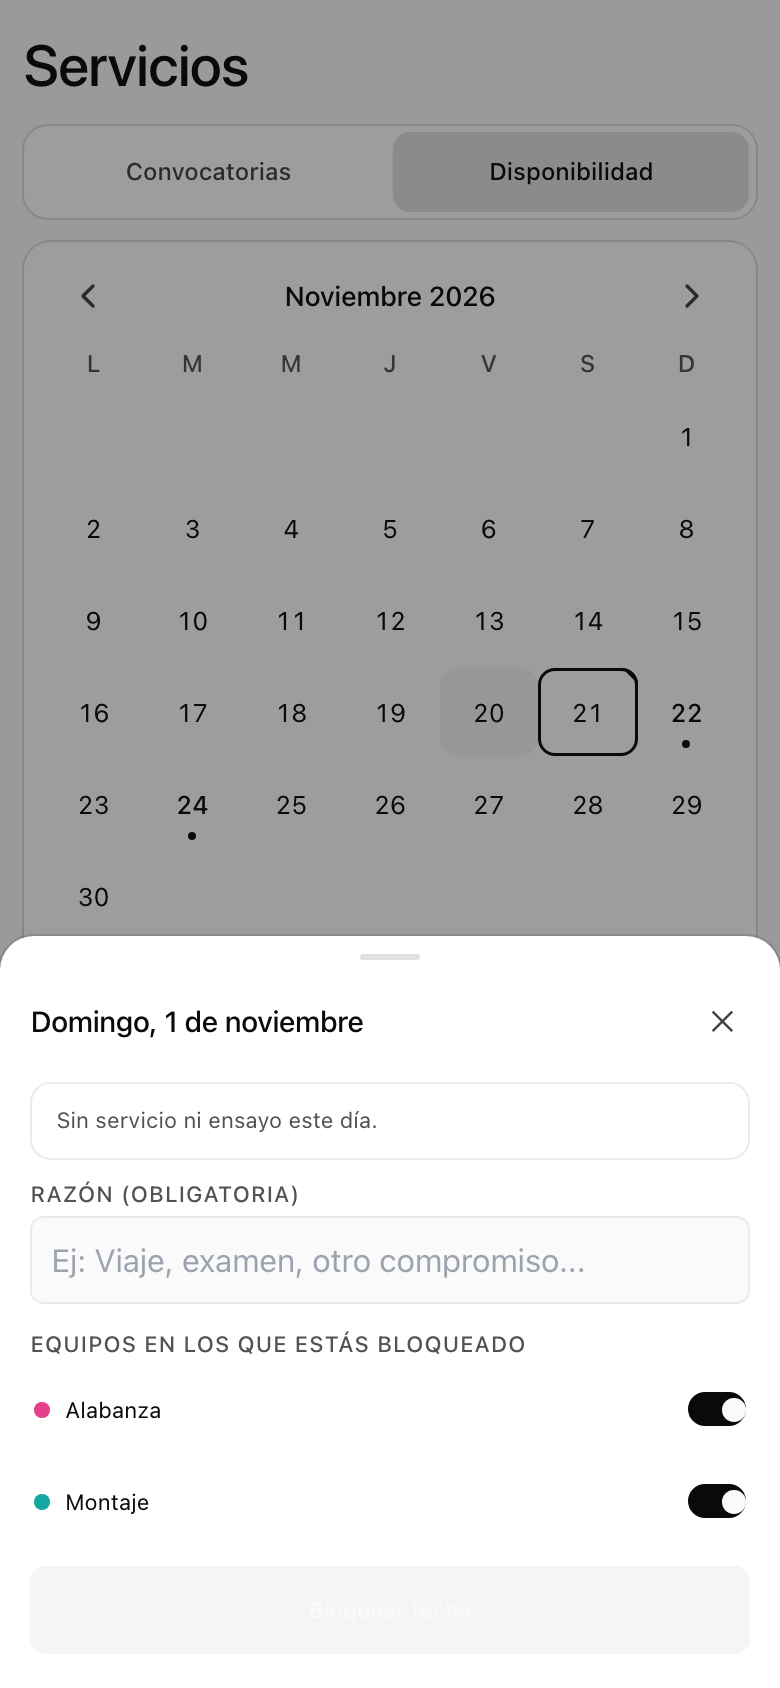 Servicios
Convocatorias Disponibilidad
Noviembre 2026
L M M J V S D
1
2 3 4 5 6 7 8
9 10 11 12 13 14 15
16 17 18 19 20 21 22
23 24 25 26 27 28 29
30
Domingo, 1 de noviembre
Sin servicio ni ensayo este día.
RAZÓN (OBLIGATORIA)
Ej: Viaje, examen, otro compromiso...
EQUIPOS EN LOS QUE ESTÁS BLOQUEADO
Alabanza
Montaje
Bloquear fecha